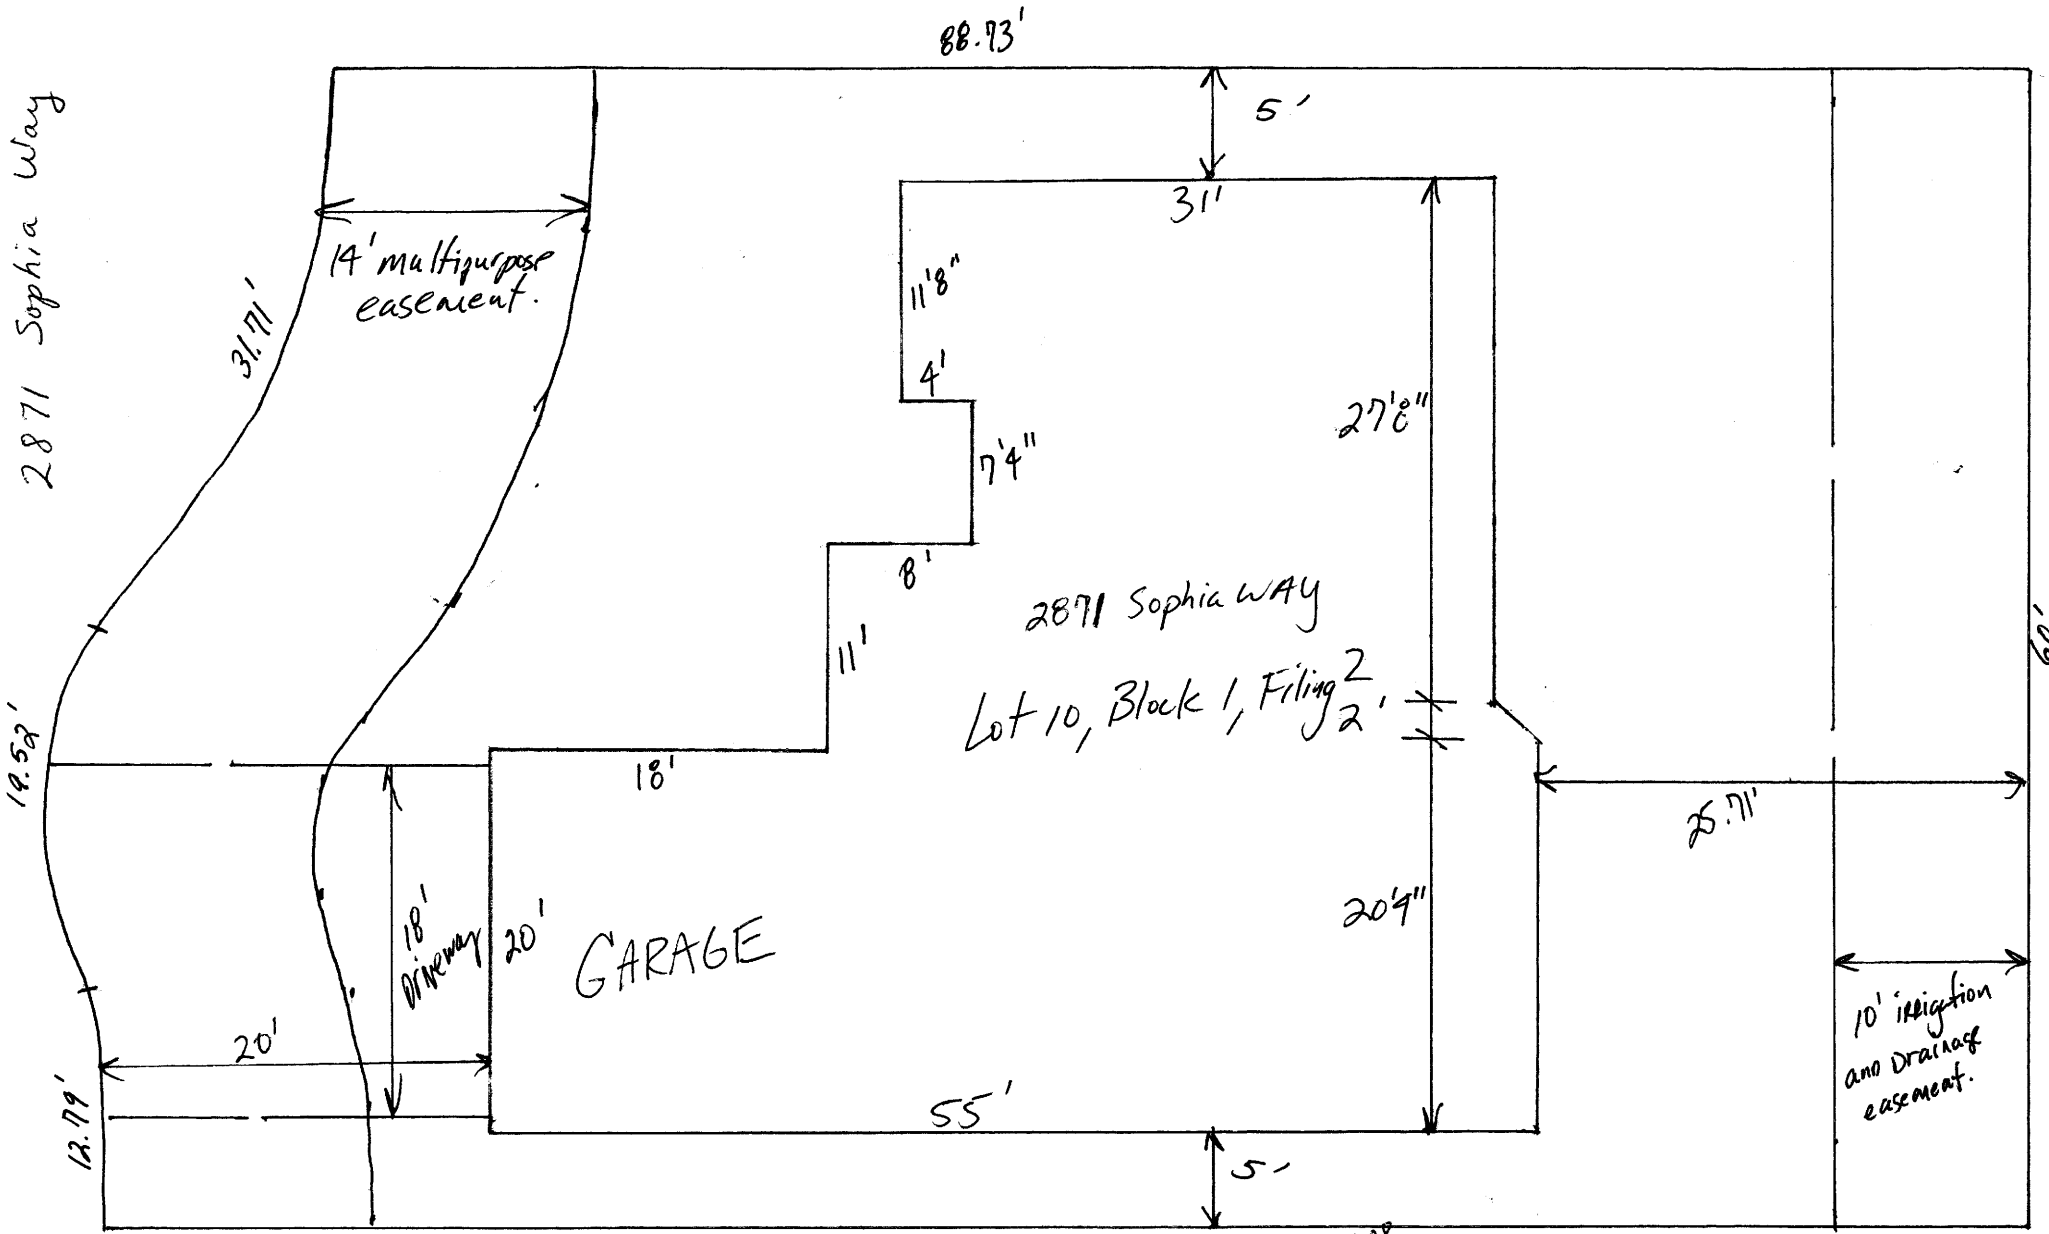 88.73'
2871 Sophia Way
5'
31'
14' multipurpose
easement.
31.71'
11'8"
4'
7'4"
27'8"
8'
11'
2871 Sophia WAY
Lot 10, Block 1, Filing 2
2'
60'
19.52'
18'
25.71'
18'
Driveway
20'
GARAGE
20'4"
10' irrigation
and Drainage
easement.
20'
12.79'
55'
5'